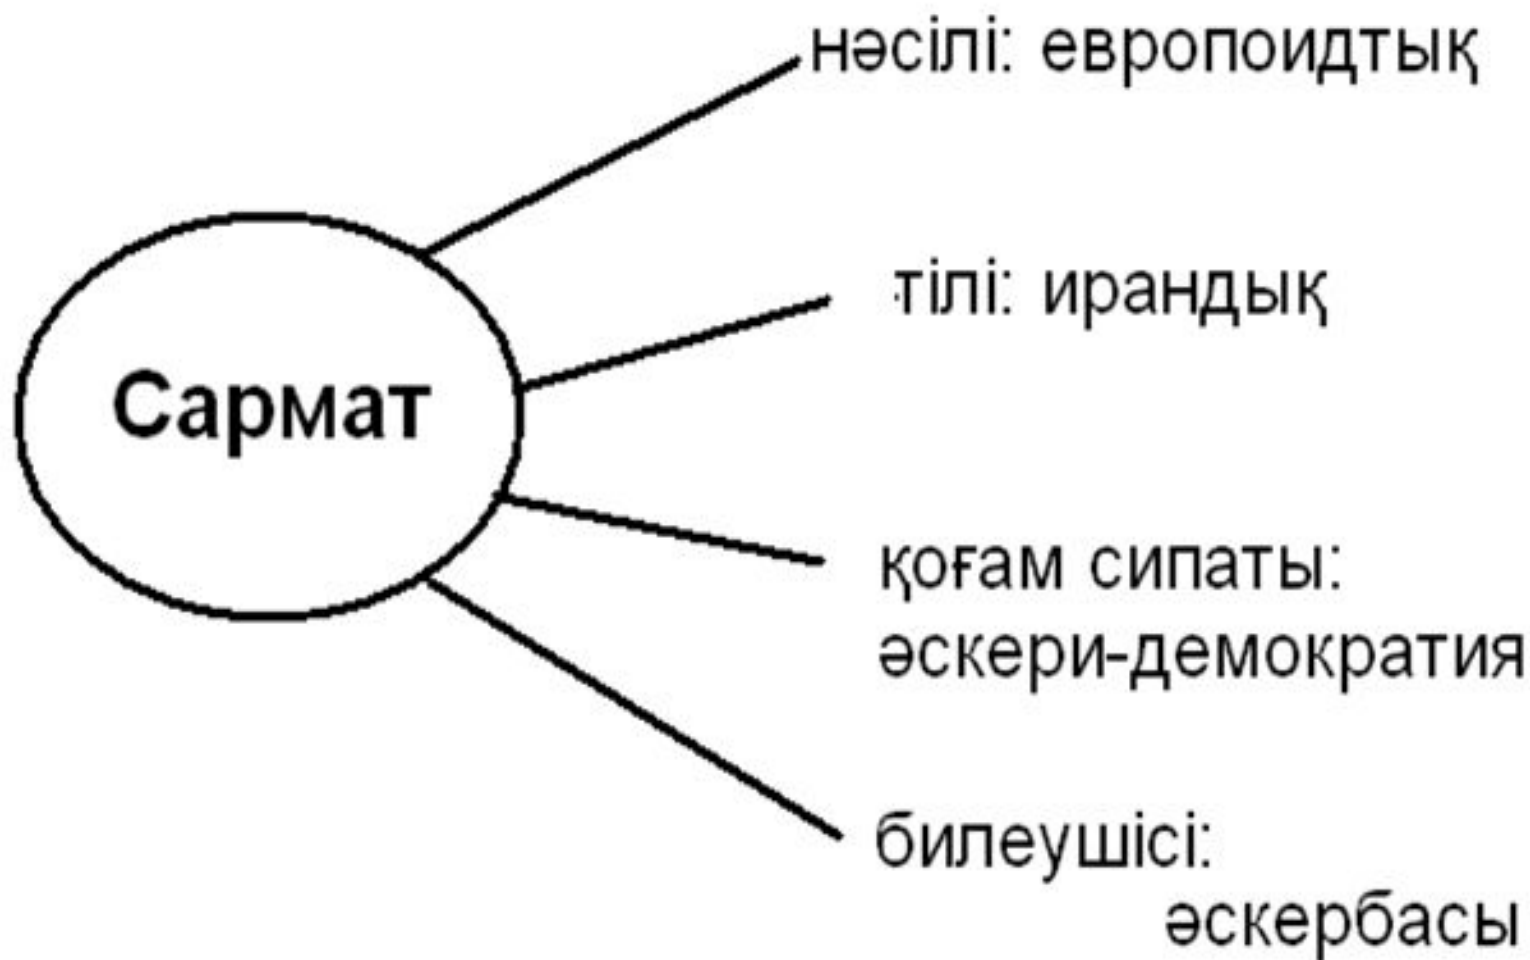 нәсілі: европоидтық
тілі: ирандық
Сармат
қоғам сипаты:
әскери-демократия
билеушісі:
әскербасы